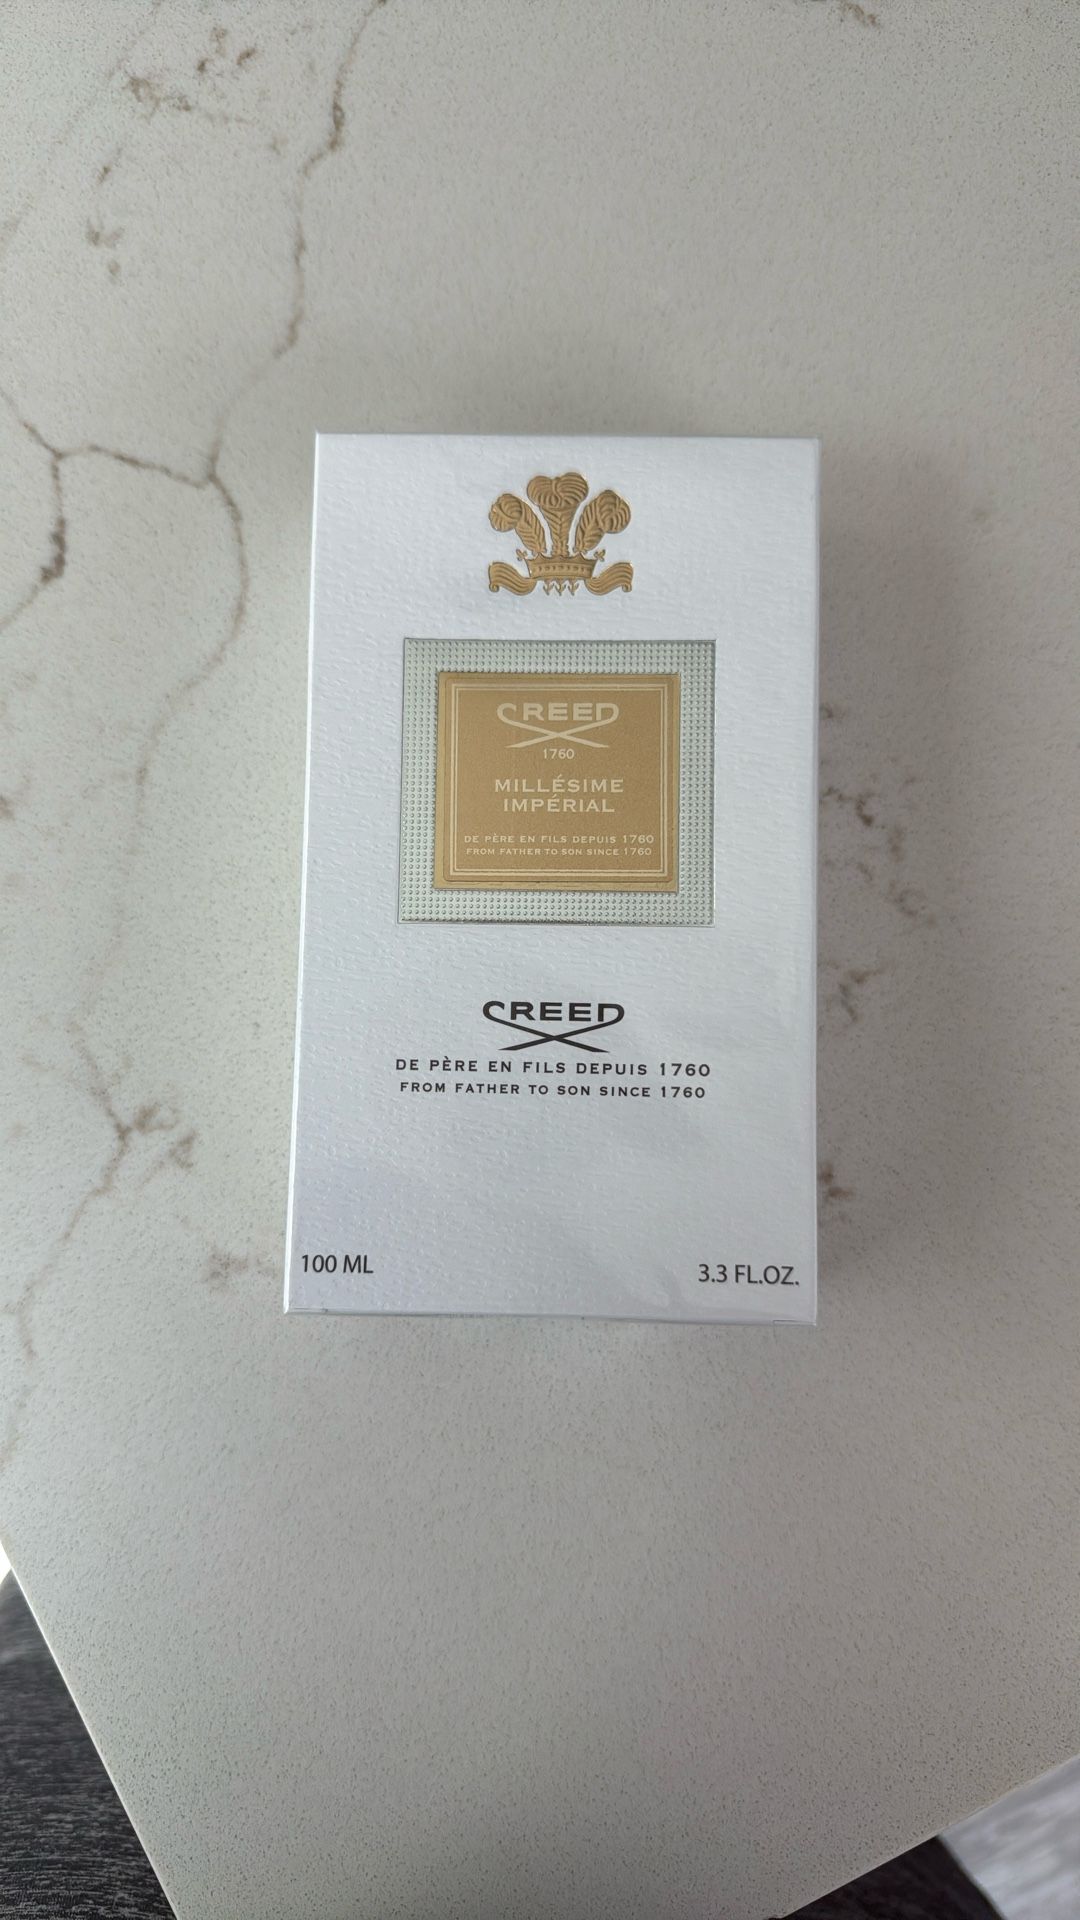 CREED
1760
MILLÉSIME
IMPÉRIAL
DE PÈRE EN FILS DEPUIS 1760
FROM FATHER TO SON SINCE 1760
CREED
DE PÈRE EN FILS DEPUIS 1760
FROM FATHER TO SON SINCE 1760
100 ML
3.3 FL.OZ.